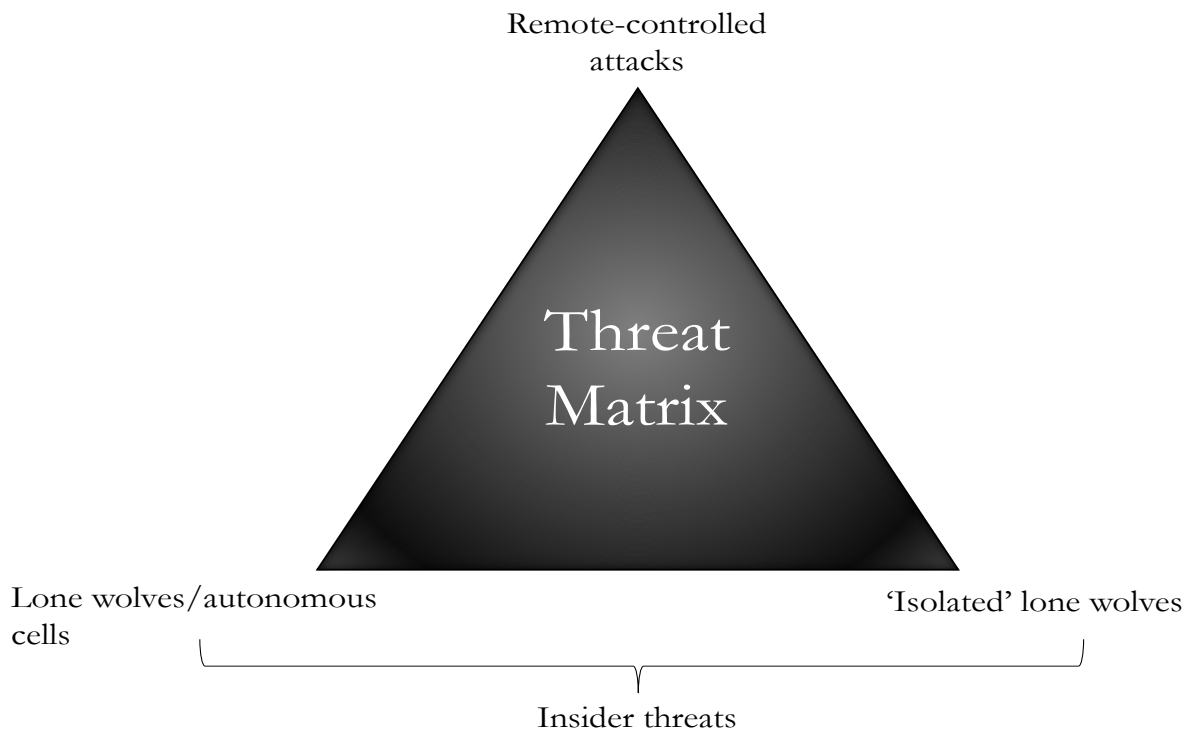 Remote-controlled
attacks
Threat
Matrix
Lone wolves/autonomous
cells
‘Isolated’ lone wolves
Insider threats